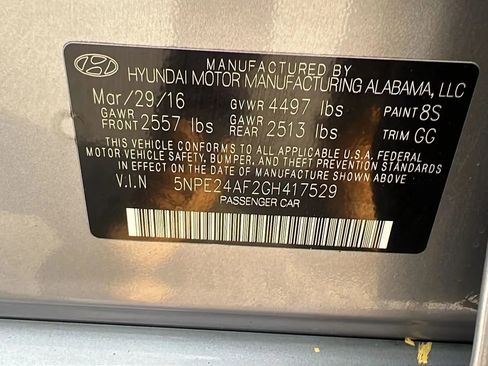 MANUFACTURED BY
HYUNDAI MOTOR MANUFACTURING ALABAMA, LLC
Mar/29/16 GVWR 4497 lbs PAINT 8S
GAWR FRONT 2557 lbs GAWR REAR 2513 lbs TRIM GG
THIS VEHICLE CONFORMS TO ALL APPLICABLE U.S.A. FEDERAL
MOTOR VEHICLE SAFETY, BUMPER, AND THEFT PREVENTION STANDARDS
IN EFFECT ON THE DATE OF MANUFACTURE SHOWN ABOVE.
V.I.N 5NPE24AF2GH417529
PASSENGER CAR